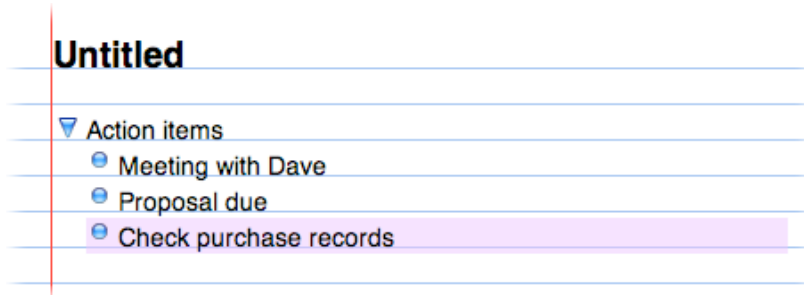 Untitled
Action items
Meeting with Dave
Proposal due
Check purchase records